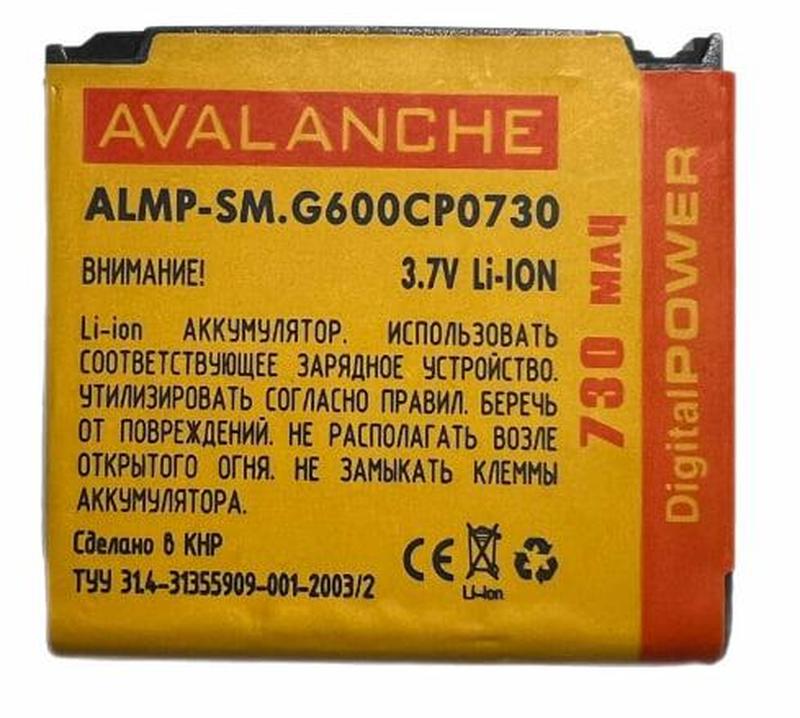 AVALANCHE
ALMP-SM.G600CP0730
ВНИМАНИЕ! 3.7V Li-ION
Li-ion АККУМУЛЯТОР. ИСПОЛЬЗОВАТЬ
СООТВЕТСТВУЮЩЕЕ ЗАРЯДНОЕ УСТРОЙСТВО.
УТИЛИЗИРОВАТЬ СОГЛАСНО ПРАВИЛ. БЕРЕЧЬ
ОТ ПОВРЕЖДЕНИЙ. НЕ РАСПОЛАГАТЬ ВОЗЛЕ
ОТКРЫТОГО ОГНЯ. НЕ ЗАМЫКАТЬ КЛЕММЫ
АККУМУЛЯТОРА.
Сделано в КНР
ТУУ 31.4-31355909-001-2003/2
CE
Li-Ion
730 мАч
DigitalPOWER